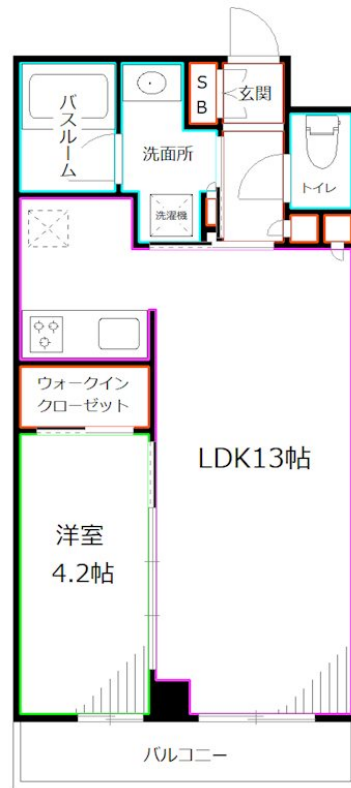 S
B
玄関
バスルーム
洗面所
トイレ
洗濯機
ウォークイン
クローゼット
LDK13帖
洋室
4.2帖
バルコニー